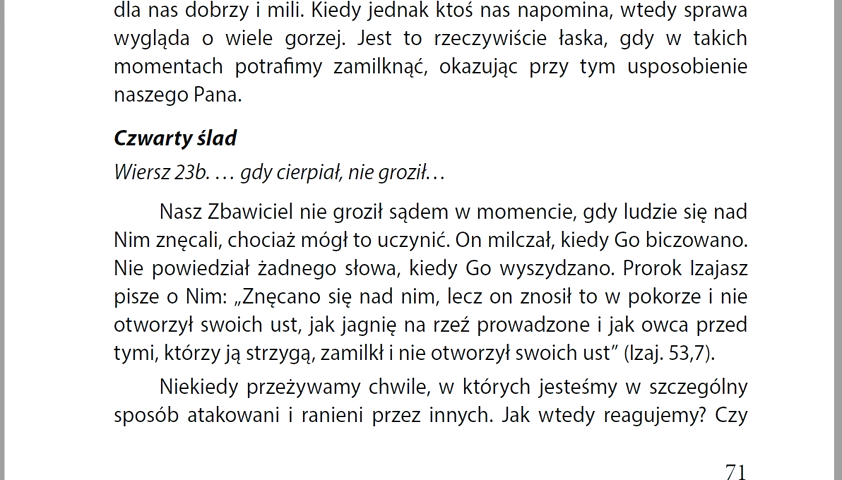 dla nas dobrzy i mili. Kiedy jednak ktoś nas napomina, wtedy sprawa
wygląda o wiele gorzej. Jest to rzeczywiście łaska, gdy w takich
momentach potrafimy zamilknąć, okazując przy tym usposobienie
naszego Pana.
Czwarty ślad
Wiersz 23b. … gdy cierpiał, nie groził…
Nasz Zbawiciel nie groził sądem w momencie, gdy ludzie się nad
Nim znęcali, chociaż mógł to uczynić. On milczał, kiedy Go biczowano.
Nie powiedział żadnego słowa, kiedy Go wyszydzano. Prorok Izajasz
pisze o Nim: „Znęcano się nad nim, lecz on znosił to w pokorze i nie
otworzył swoich ust, jak jagnię na rzeź prowadzone i jak owca przed
tymi, którzy ją strzygą, zamilkł i nie otworzył swoich ust” (Izaj. 53,7).
Niekiedy przeżywamy chwile, w których jesteśmy w szczególny
sposób atakowani i ranieni przez innych. Jak wtedy reagujemy? Czy
71